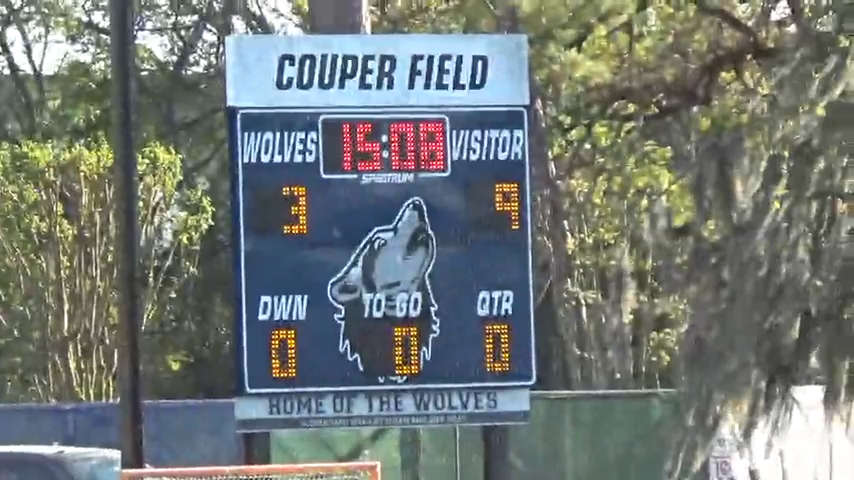 COUPER FIELD
WOLVES 15:08 VISITOR
SPECTRUM
3 9
DWN TO GO QTR
0 0 0
HOME OF THE WOLVES